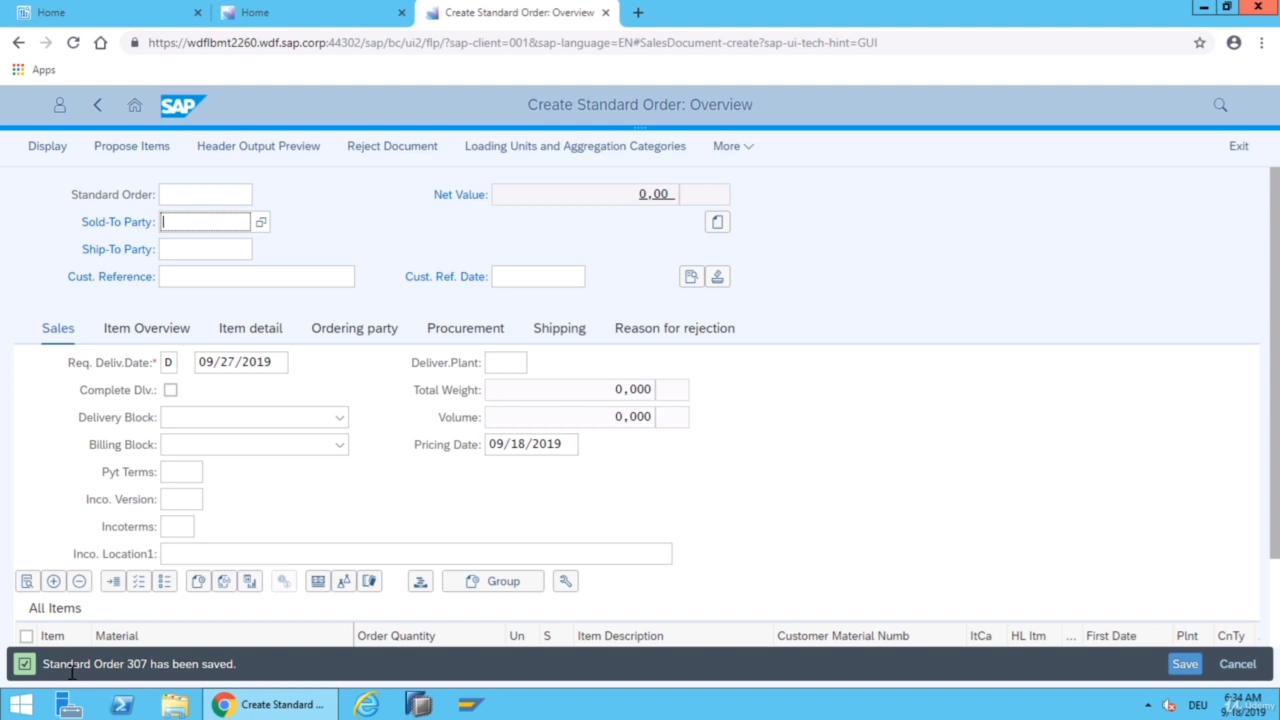 Home
Home
Create Standard Order: Overview
https://wdflbmt2260.wdf.sap.corp:44302/sap/bc/ui2/flp/?sap-client=001&sap-language=EN#SalesDocument-create?sap-ui-tech-hint=GUI
Apps
SAP
Create Standard Order: Overview
Display Propose Items Header Output Preview Reject Document Loading Units and Aggregation Categories More Exit
Standard Order: Net Value: 0,00
Sold-To Party:
Ship-To Party:
Cust. Reference: Cust. Ref. Date:
Sales Item Overview Item detail Ordering party Procurement Shipping Reason for rejection
Req. Deliv.Date:* D 09/27/2019 Deliver.Plant:
Complete Dlv.: Total Weight: 0,000
Delivery Block: Volume: 0,000
Billing Block: Pricing Date: 09/18/2019
Pyt Terms:
Inco. Version:
Incoterms:
Inco. Location1:
Group
All Items
Item Material Order Quantity Un S Item Description Customer Material Numb ItCa HL Itm ... First Date Plnt CnTy
Standard Order 307 has been saved. Save Cancel
Create Standard ... DEU 6:34 AM
9/18/2019
Udemy